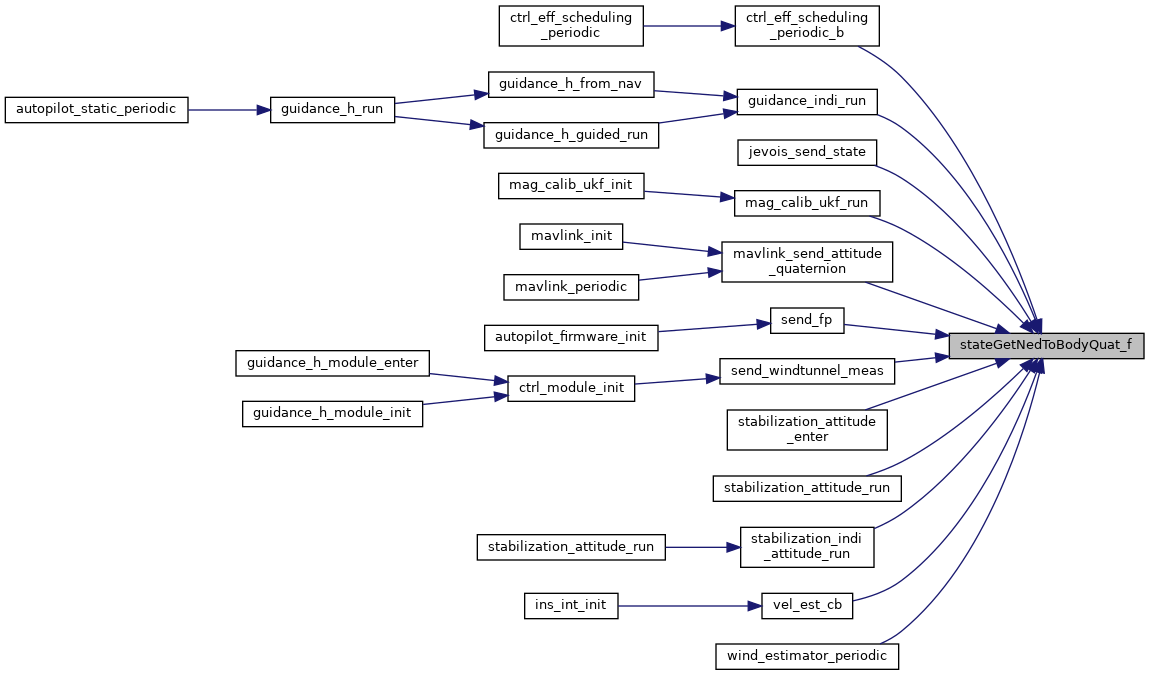 ctrl_eff_scheduling
_periodic
ctrl_eff_scheduling
_periodic_b
guidance_h_from_nav
autopilot_static_periodic
guidance_h_run
guidance_indi_run
guidance_h_guided_run
jevois_send_state
mag_calib_ukf_init
mag_calib_ukf_run
mavlink_init
mavlink_send_attitude
_quaternion
mavlink_periodic
send_fp
autopilot_firmware_init
stateGetNedToBodyQuat_f
guidance_h_module_enter
send_windtunnel_meas
ctrl_module_init
guidance_h_module_init
stabilization_attitude
_enter
stabilization_attitude_run
stabilization_attitude_run
stabilization_indi
_attitude_run
ins_int_init
vel_est_cb
wind_estimator_periodic